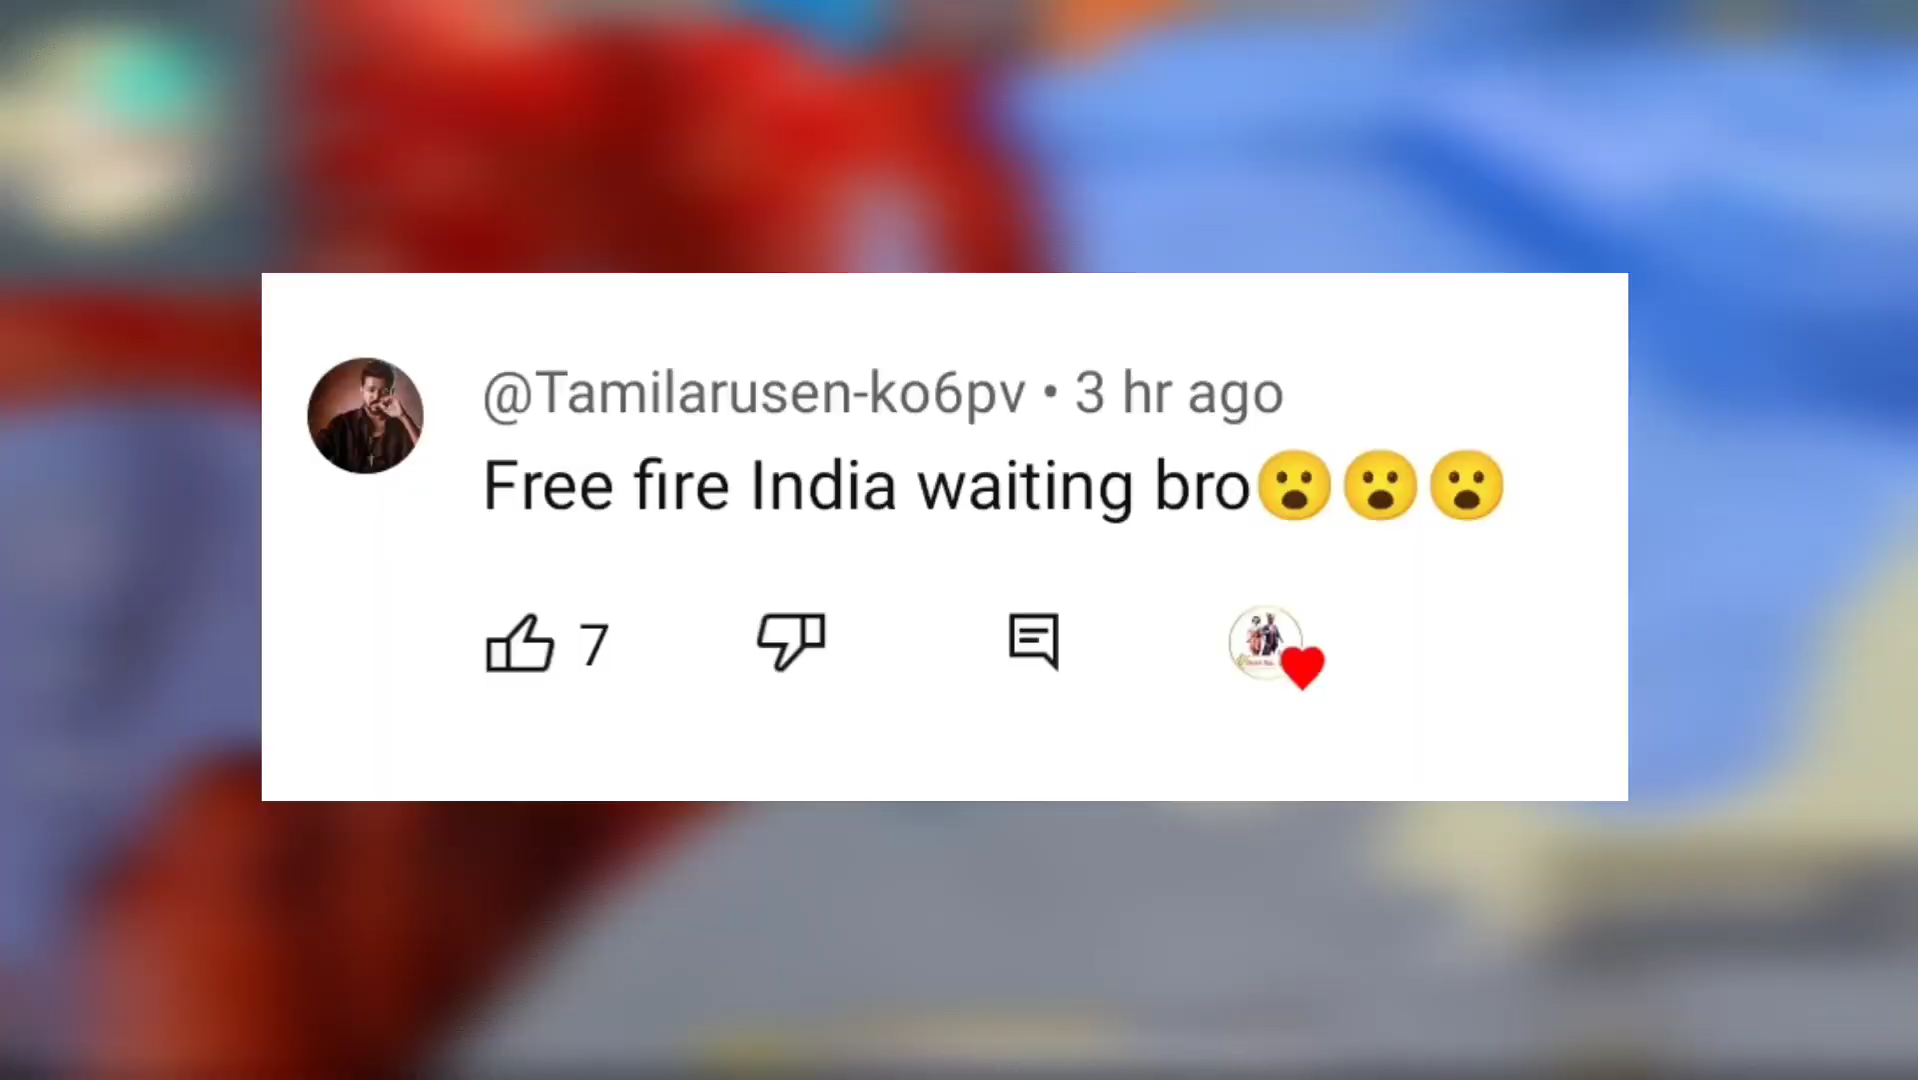 @Tamilarusen-ko6pv • 3 hr ago
Free fire India waiting bro😮😮😮
7